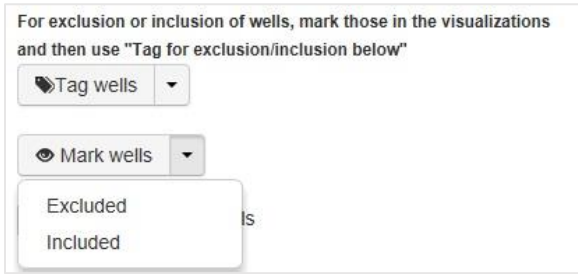 For exclusion or inclusion of wells, mark those in the visualizations
and then use "Tag for exclusion/inclusion below"
Tag wells
Mark wells
Excluded
ls
Included